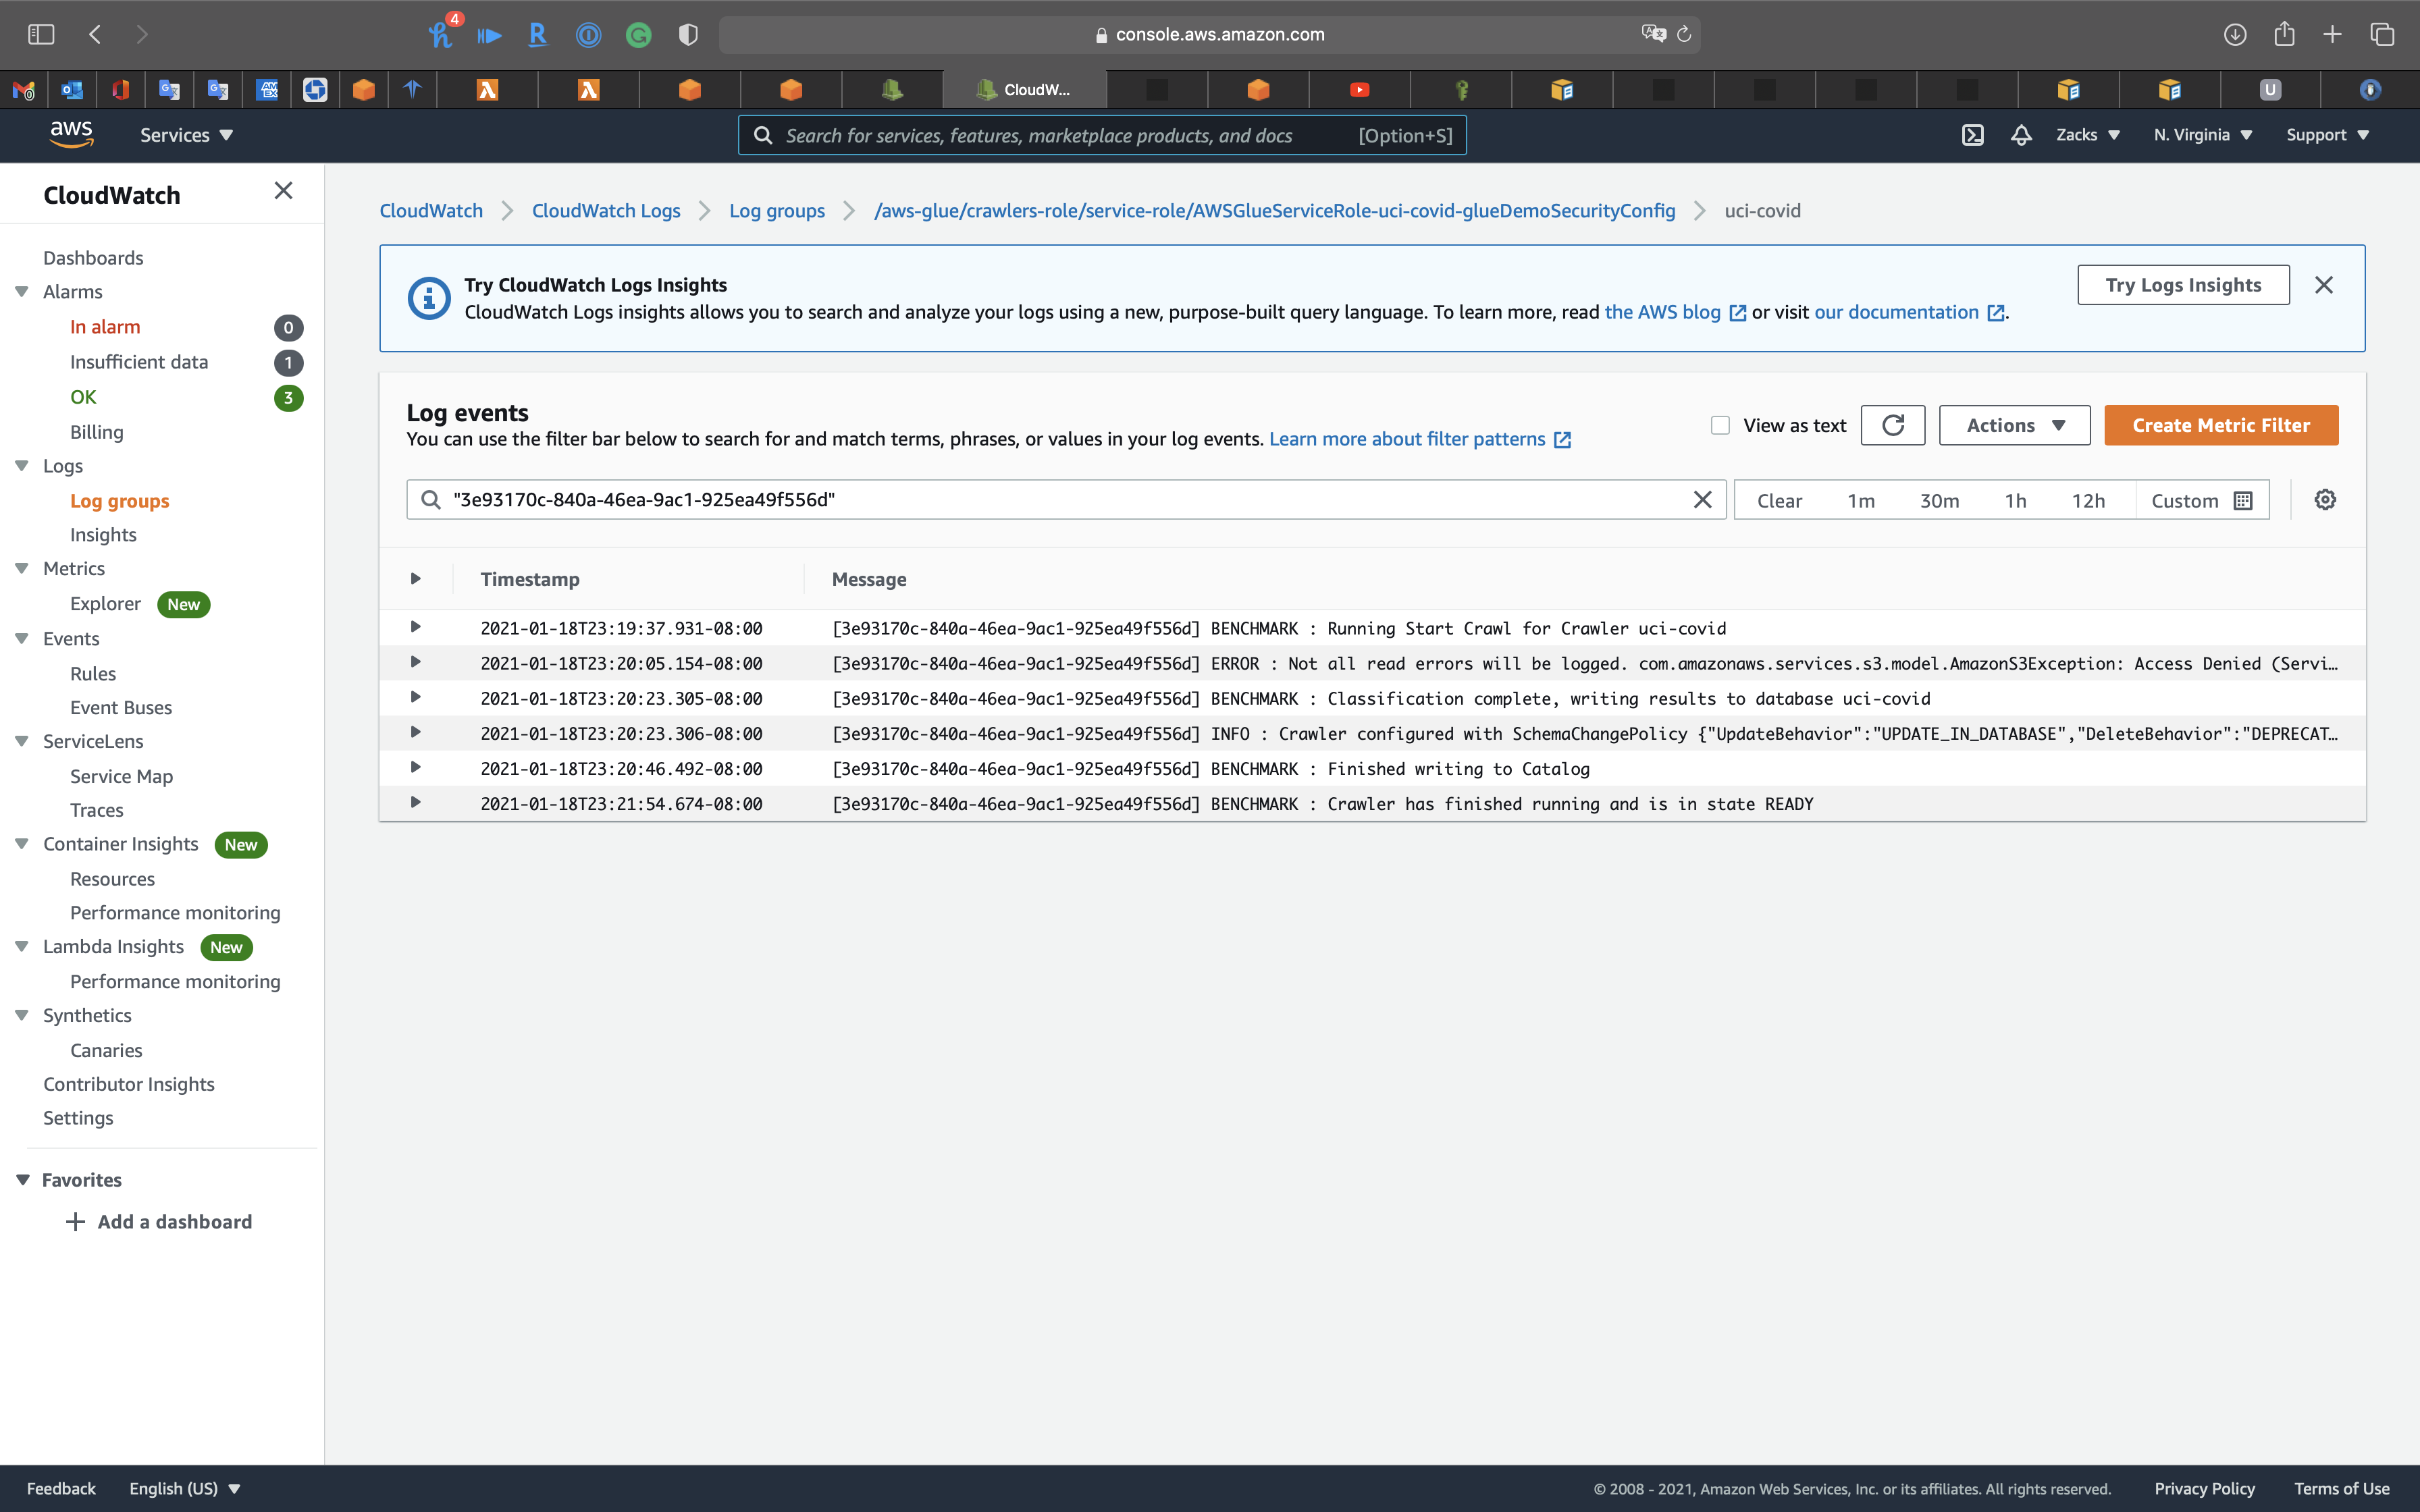 4
console.aws.amazon.com
CloudW...
U
aws
Services
Search for services, features, marketplace products, and docs [Option+S]
Zacks
N. Virginia
Support
CloudWatch
Dashboards
Alarms
In alarm 0
Insufficient data 1
OK 3
Billing
Logs
Log groups
Insights
Metrics
Explorer New
Events
Rules
Event Buses
ServiceLens
Service Map
Traces
Container Insights New
Resources
Performance monitoring
Lambda Insights New
Performance monitoring
Synthetics
Canaries
Contributor Insights
Settings
Favorites
Add a dashboard
CloudWatch CloudWatch Logs Log groups /aws-glue/crawlers-role/service-role/AWSGlueServiceRole-uci-covid-glueDemoSecurityConfig uci-covid
Try CloudWatch Logs Insights
CloudWatch Logs insights allows you to search and analyze your logs using a new, purpose-built query language. To learn more, read the AWS blog or visit our documentation.
Try Logs Insights
Log events
You can use the filter bar below to search for and match terms, phrases, or values in your log events. Learn more about filter patterns
View as text
Actions
Create Metric Filter
"3e93170c-840a-46ea-9ac1-925ea49f556d"
Clear 1m 30m 1h 12h Custom
Timestamp Message
2021-01-18T23:19:37.931-08:00 [3e93170c-840a-46ea-9ac1-925ea49f556d] BENCHMARK : Running Start Crawl for Crawler uci-covid
2021-01-18T23:20:05.154-08:00 [3e93170c-840a-46ea-9ac1-925ea49f556d] ERROR : Not all read errors will be logged. com.amazonaws.services.s3.model.AmazonS3Exception: Access Denied (Servi...
2021-01-18T23:20:23.305-08:00 [3e93170c-840a-46ea-9ac1-925ea49f556d] BENCHMARK : Classification complete, writing results to database uci-covid
2021-01-18T23:20:23.306-08:00 [3e93170c-840a-46ea-9ac1-925ea49f556d] INFO : Crawler configured with SchemaChangePolicy {"UpdateBehavior":"UPDATE_IN_DATABASE","DeleteBehavior":"DEPRECAT...
2021-01-18T23:20:46.492-08:00 [3e93170c-840a-46ea-9ac1-925ea49f556d] BENCHMARK : Finished writing to Catalog
2021-01-18T23:21:54.674-08:00 [3e93170c-840a-46ea-9ac1-925ea49f556d] BENCHMARK : Crawler has finished running and is in state READY
Feedback
English (US)
© 2008 - 2021, Amazon Web Services, Inc. or its affiliates. All rights reserved.
Privacy Policy
Terms of Use